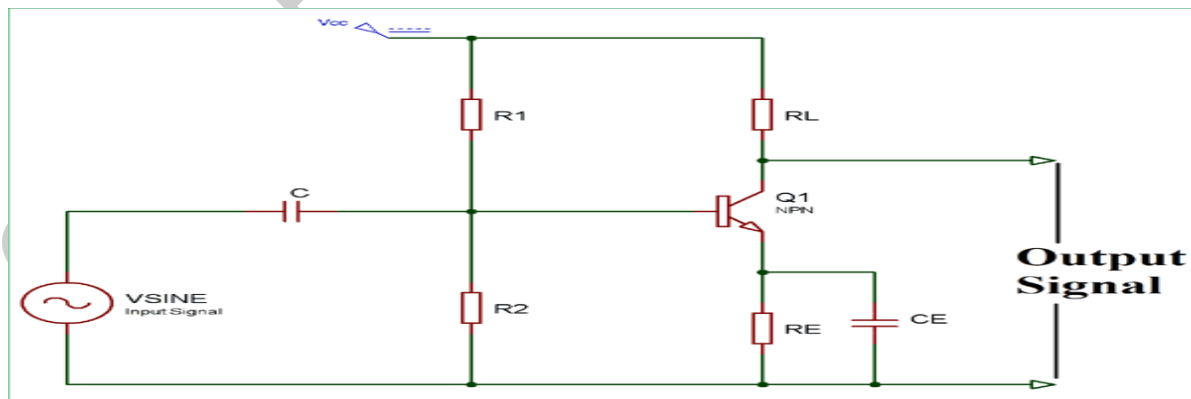 Vcc
R1
RL
C
Q1
NPN
VSINE
Input Signal
R2
RE
CE
Output
Signal